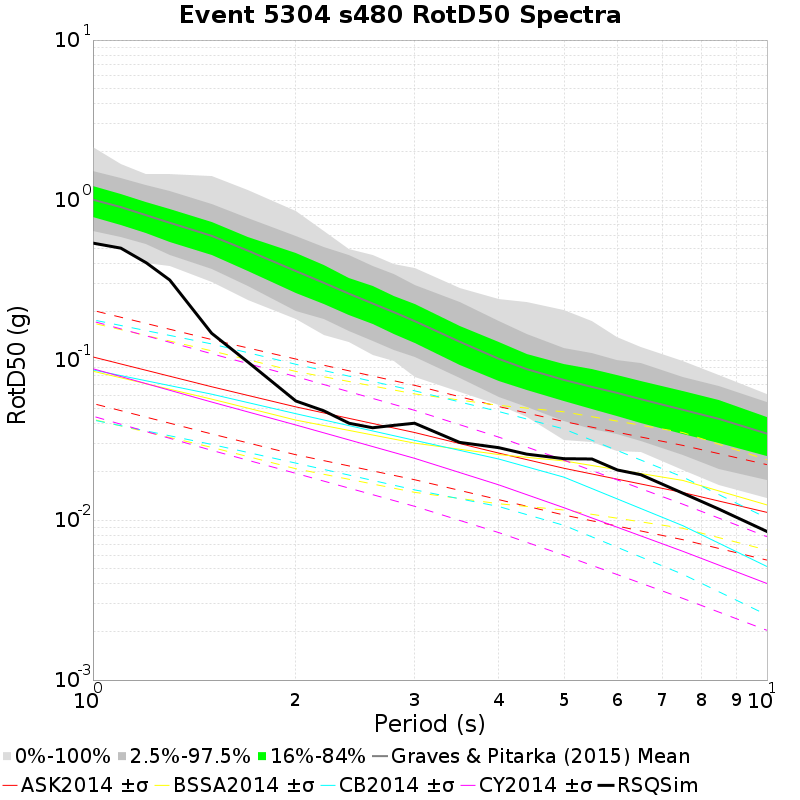 Event 5304 s480 RotD50 Spectra
10^1
10^0
10^-1
10^-2
10^-3
RotD50 (g)
10^0 2 3 4 5 6 7 8 9 10^1
Period (s)
0%-100% 2.5%-97.5% 16%-84% Graves & Pitarka (2015) Mean
ASK2014 ±σ BSSA2014 ±σ CB2014 ±σ CY2014 ±σ RSQSim